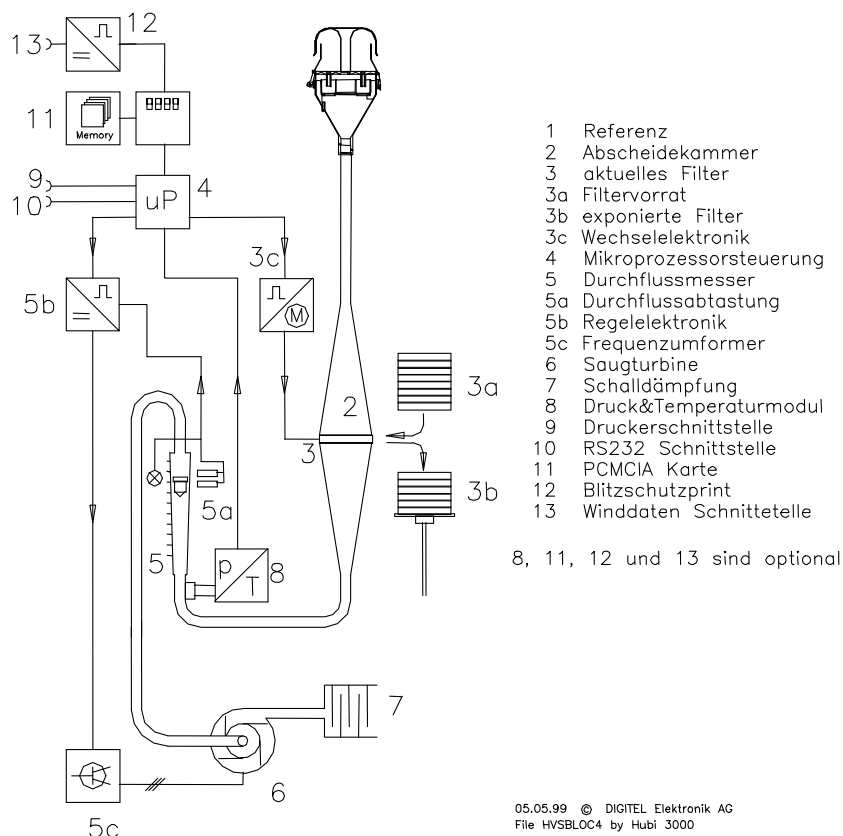 12
13
11
Memory
9
10
uP
4
3c
M
5b
2
3a
3
3b
5a
5
p
T
8
7
6
5c
1 Referenz
2 Abscheidekammer
3 aktuelles Filter
3a Filtervorrat
3b exponierte Filter
3c Wechselelektronik
4 Mikroprozessorsteuerung
5 Durchflussmesser
5a Durchflussabtastung
5b Regelelektronik
5c Frequenzumformer
6 Saugturbine
7 Schalldämpfung
8 Druck&Temperaturmodul
9 Druckerschnittstelle
10 RS232 Schnittstelle
11 PCMCIA Karte
12 Blitzschutzprint
13 Winddaten Schnittetelle
8, 11, 12 und 13 sind optional
05.05.99 © DIGITEL Elektronik AG
File HVSBLOC4 by Hubi 3000